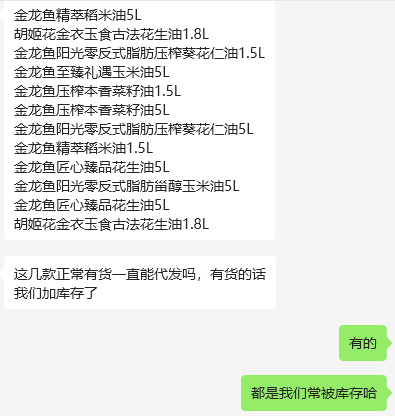 金龙鱼精萃稻米油5L
胡姬花金衣玉食古法花生油1.8L
金龙鱼阳光零反式脂肪压榨葵花仁油1.5L
金龙鱼至臻礼遇玉米油5L
金龙鱼压榨本香菜籽油1.5L
金龙鱼压榨本香菜籽油5L
金龙鱼阳光零反式脂肪压榨葵花仁油5L
金龙鱼精萃稻米油1.5L
金龙鱼匠心臻品花生油5L
金龙鱼阳光零反式脂肪甾醇玉米油5L
金龙鱼匠心臻品花生油5L
胡姬花金衣玉食古法花生油1.8L
这几款正常有货一直能代发吗，有货的话
我们加库存了
有的
都是我们常被库存哈